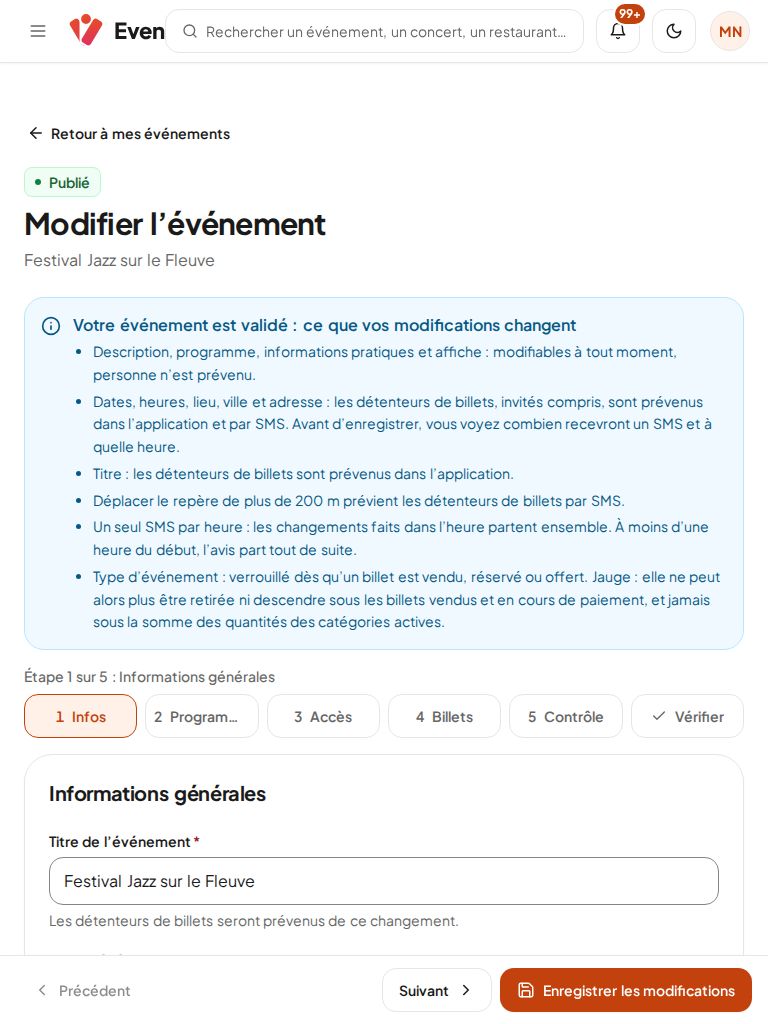 Even
Rechercher un événement, un concert, un restaurant…
99+
MN
Retour à mes événements
Publié
Modifier l’événement
Festival Jazz sur le Fleuve
Votre événement est validé : ce que vos modifications changent
Description, programme, informations pratiques et affiche : modifiables à tout moment,
personne n’est prévenu.
Dates, heures, lieu, ville et adresse : les détenteurs de billets, invités compris, sont prévenus
dans l’application et par SMS. Avant d’enregistrer, vous voyez combien recevront un SMS et à
quelle heure.
Titre : les détenteurs de billets sont prévenus dans l’application.
Déplacer le repère de plus de 200 m prévient les détenteurs de billets par SMS.
Un seul SMS par heure : les changements faits dans l’heure partent ensemble. À moins d’une
heure du début, l’avis part tout de suite.
Type d’événement : verrouillé dès qu’un billet est vendu, réservé ou offert. Jauge : elle ne peut
alors plus être retirée ni descendre sous les billets vendus et en cours de paiement, et jamais
sous la somme des quantités des catégories actives.
Étape 1 sur 5 : Informations générales
1 Infos
2 Program…
3 Accès
4 Billets
5 Contrôle
Vérifier
Informations générales
Titre de l’événement *
Festival Jazz sur le Fleuve
Les détenteurs de billets seront prévenus de ce changement.
Précédent
Suivant
Enregistrer les modifications